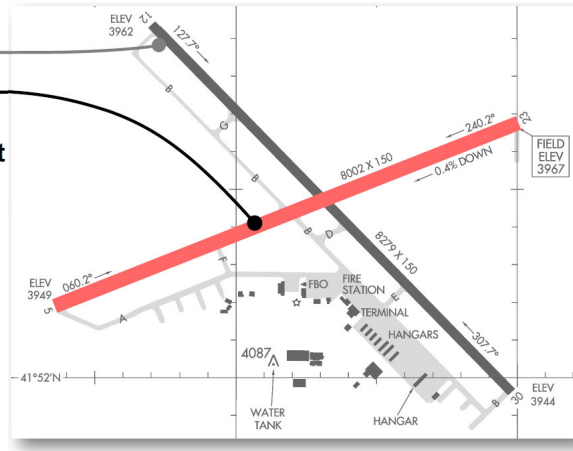 ELEV
3962
12
127.7°
B
G
B
t
240.2°
23
8002 X 150
0.4% DOWN
FIELD
ELEV
3967
B
B
D
8279 X 150
ELEV
3949
060.2°
5
F
A
FBO
FIRE
STATION
E
TERMINAL
HANGARS
307.7°
4087
41°52'N
WATER
TANK
HANGAR
B
30
ELEV
3944